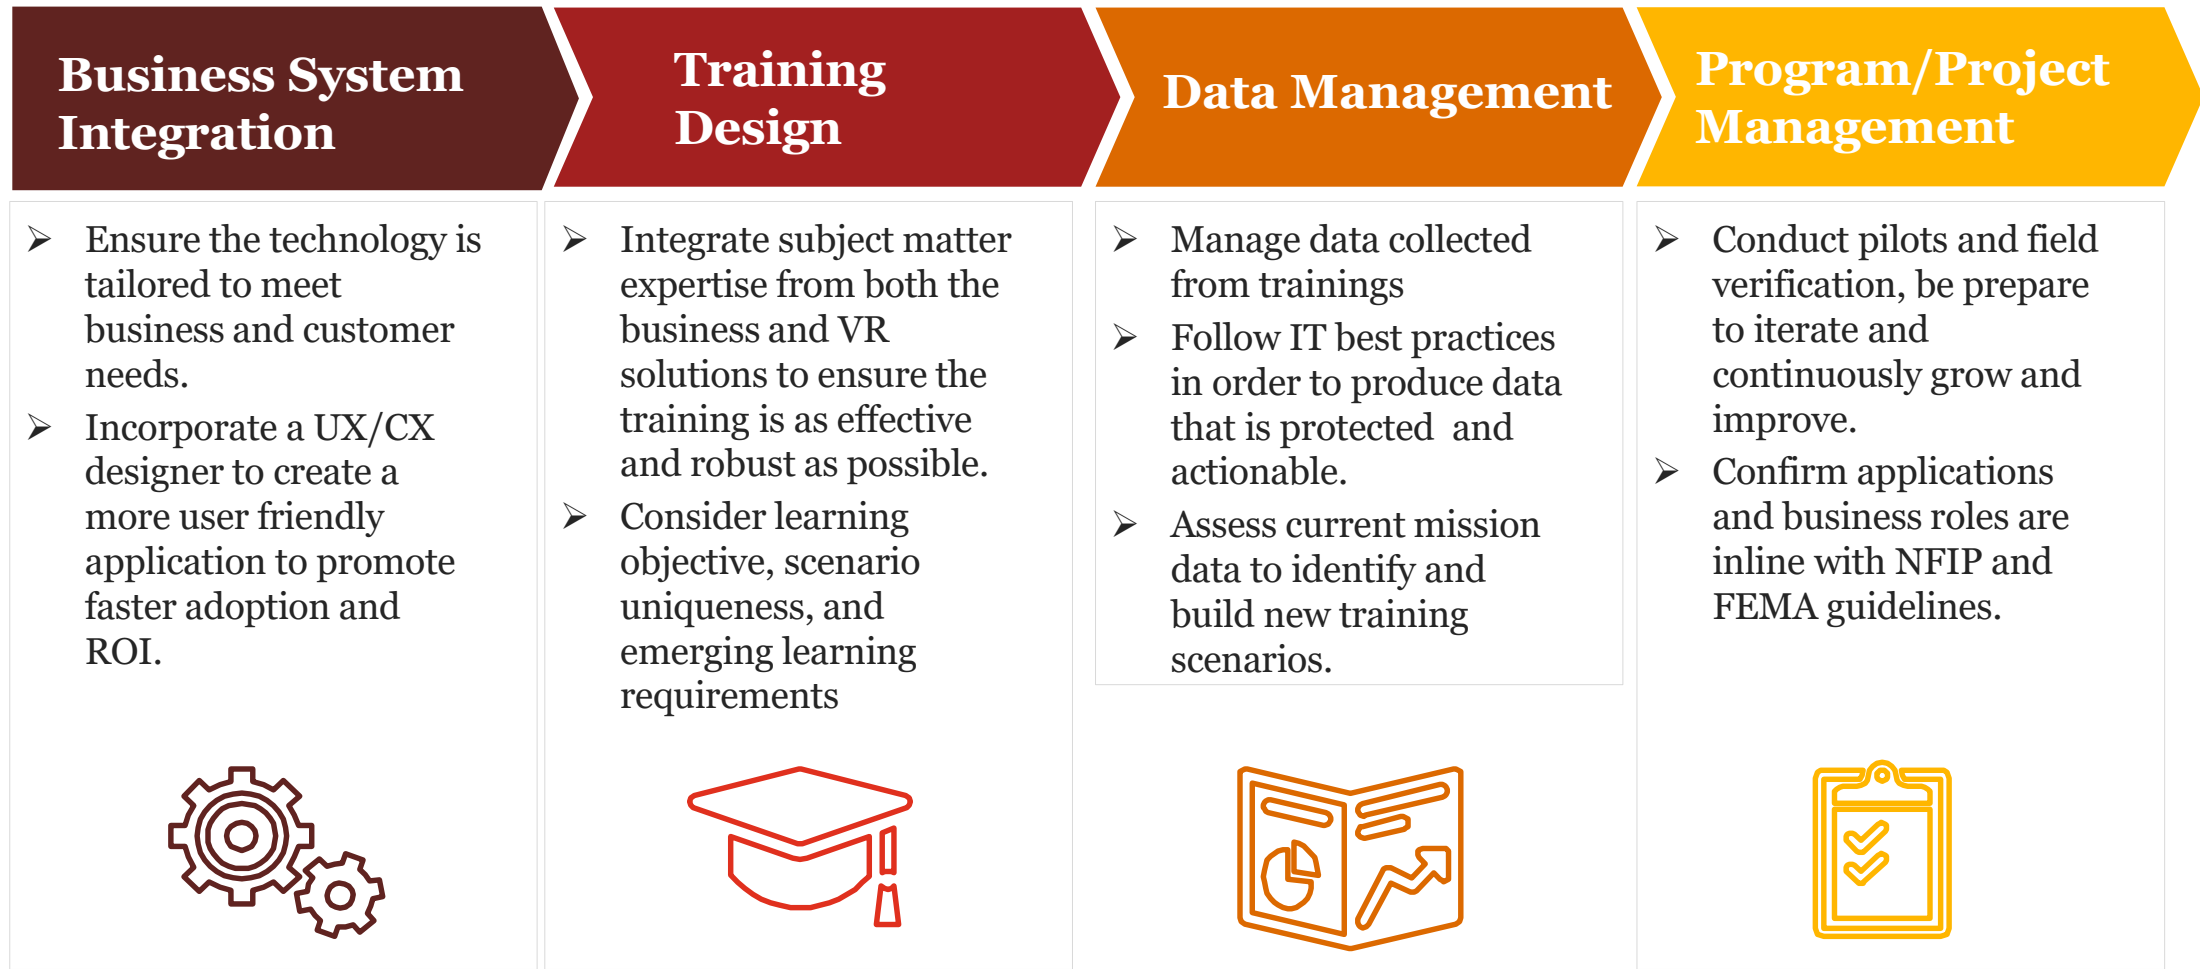 Business System
Integration
Training
Design
Data Management
Program/Project
Management
➢ Ensure the technology is
tailored to meet
business and customer
needs.
➢ Incorporate a UX/CX
designer to create a
more user friendly
application to promote
faster adoption and
ROI.
➢ Integrate subject matter
expertise from both the
business and VR
solutions to ensure the
training is as effective
and robust as possible.
➢ Consider learning
objective, scenario
uniqueness, and
emerging learning
requirements
➢ Manage data collected
from trainings
➢ Follow IT best practices
in order to produce data
that is protected  and
actionable.
➢ Assess current mission
data to identify and
build new training
scenarios.
➢ Conduct pilots and field
verification, be prepare
to iterate and
continuously grow and
improve.
➢ Confirm applications
and business roles are
inline with NFIP and
FEMA guidelines.